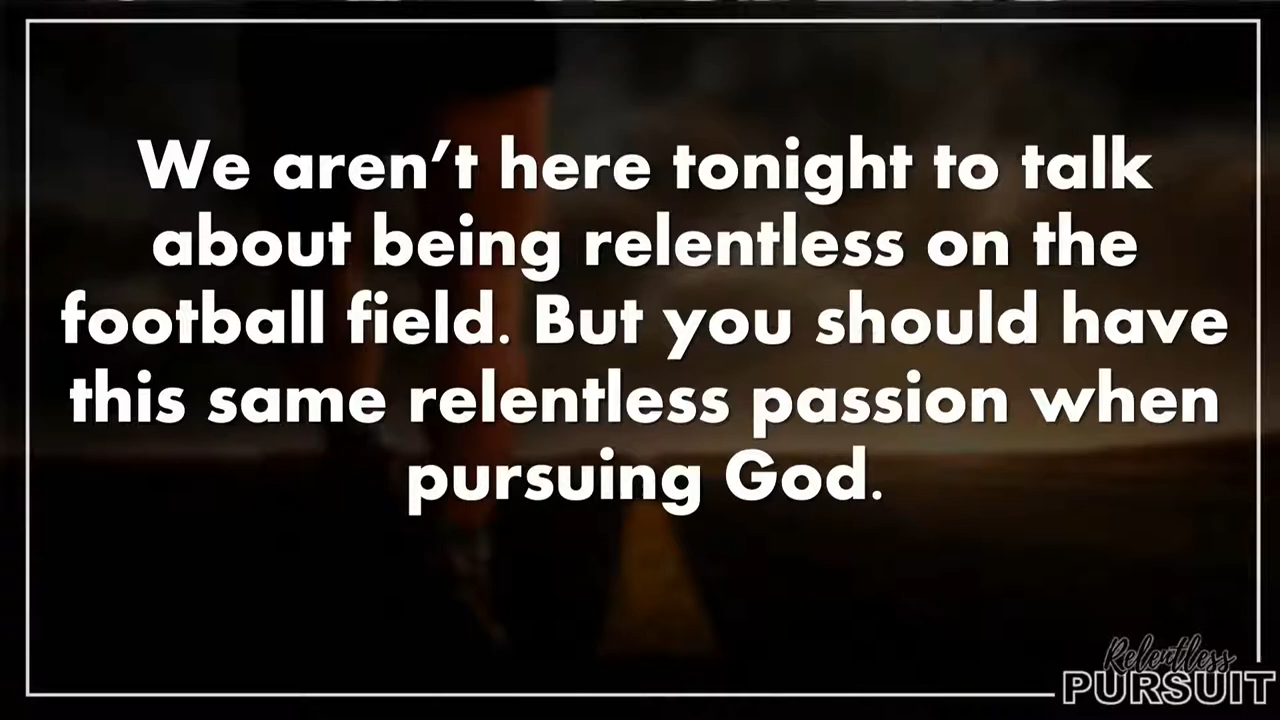 We aren’t here tonight to talk
about being relentless on the
football field. But you should have
this same relentless passion when
pursuing God.
Relentless
PURSUIT